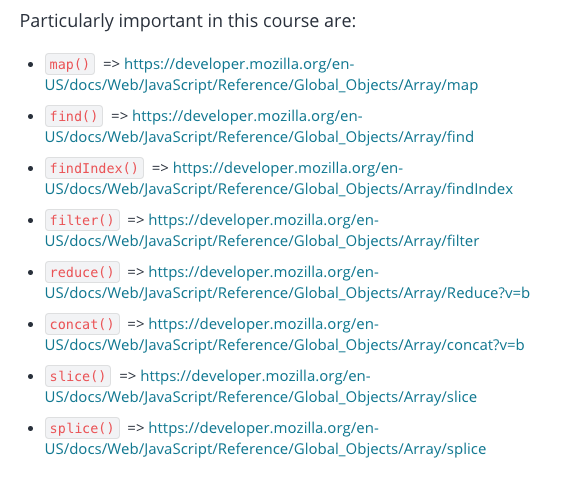 Particularly important in this course are:
• map() => https://developer.mozilla.org/en-
US/docs/Web/JavaScript/Reference/Global_Objects/Array/map
• find() => https://developer.mozilla.org/en-
US/docs/Web/JavaScript/Reference/Global_Objects/Array/find
• findIndex() => https://developer.mozilla.org/en-
US/docs/Web/JavaScript/Reference/Global_Objects/Array/findIndex
• filter() => https://developer.mozilla.org/en-
US/docs/Web/JavaScript/Reference/Global_Objects/Array/filter
• reduce() => https://developer.mozilla.org/en-
US/docs/Web/JavaScript/Reference/Global_Objects/Array/Reduce?v=b
• concat() => https://developer.mozilla.org/en-
US/docs/Web/JavaScript/Reference/Global_Objects/Array/concat?v=b
• slice() => https://developer.mozilla.org/en-
US/docs/Web/JavaScript/Reference/Global_Objects/Array/slice
• splice() => https://developer.mozilla.org/en-
US/docs/Web/JavaScript/Reference/Global_Objects/Array/splice